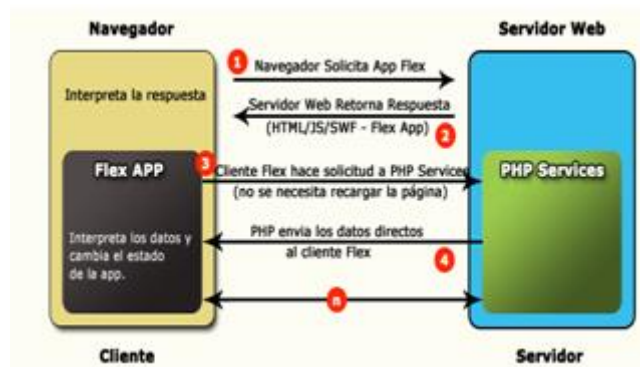 Navegador
Servidor Web
1
Navegador Solicita App Flex
Interpreta la respuesta
Servidor Web Retorna Respuesta
(HTML/JS/SWF - Flex App)
2
Flex APP
3
Cliente Flex hace solicitud a PHP Services
(no se necesita recargar la página)
PHP Services
Interpreta los datos y
cambia el estado
de la app.
PHP envia los datos directos
al cliente Flex
4
n
Cliente
Servidor